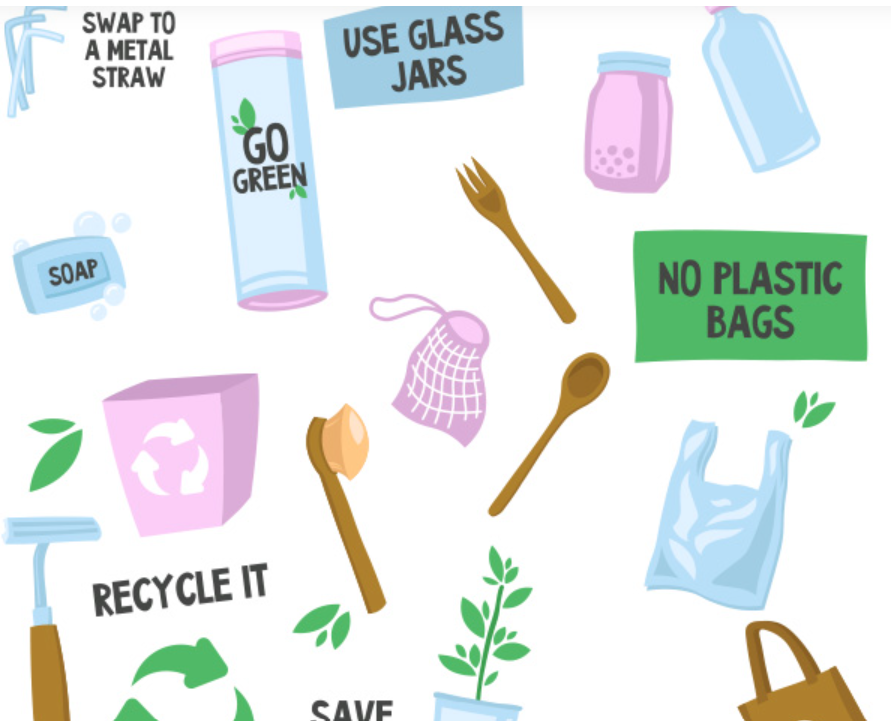 SWAP TO
A METAL
STRAW
USE GLASS
JARS
GO
GREEN
SOAP
NO PLASTIC
BAGS
RECYCLE IT
SAVE